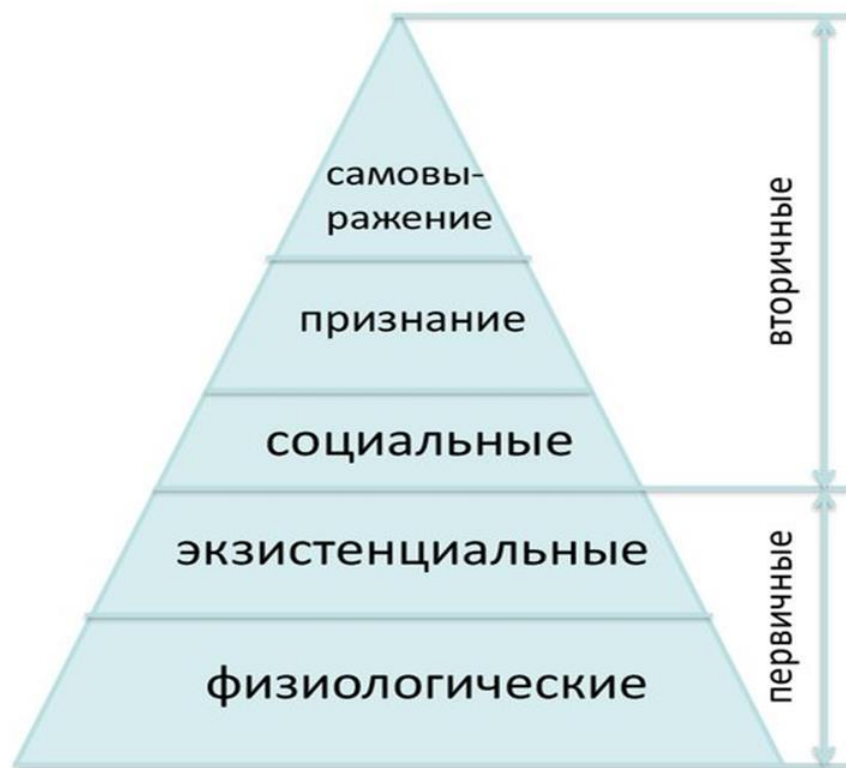 самовы-
ражение
признание
социальные
экзистенциальные
физиологические
вторичные
первичные